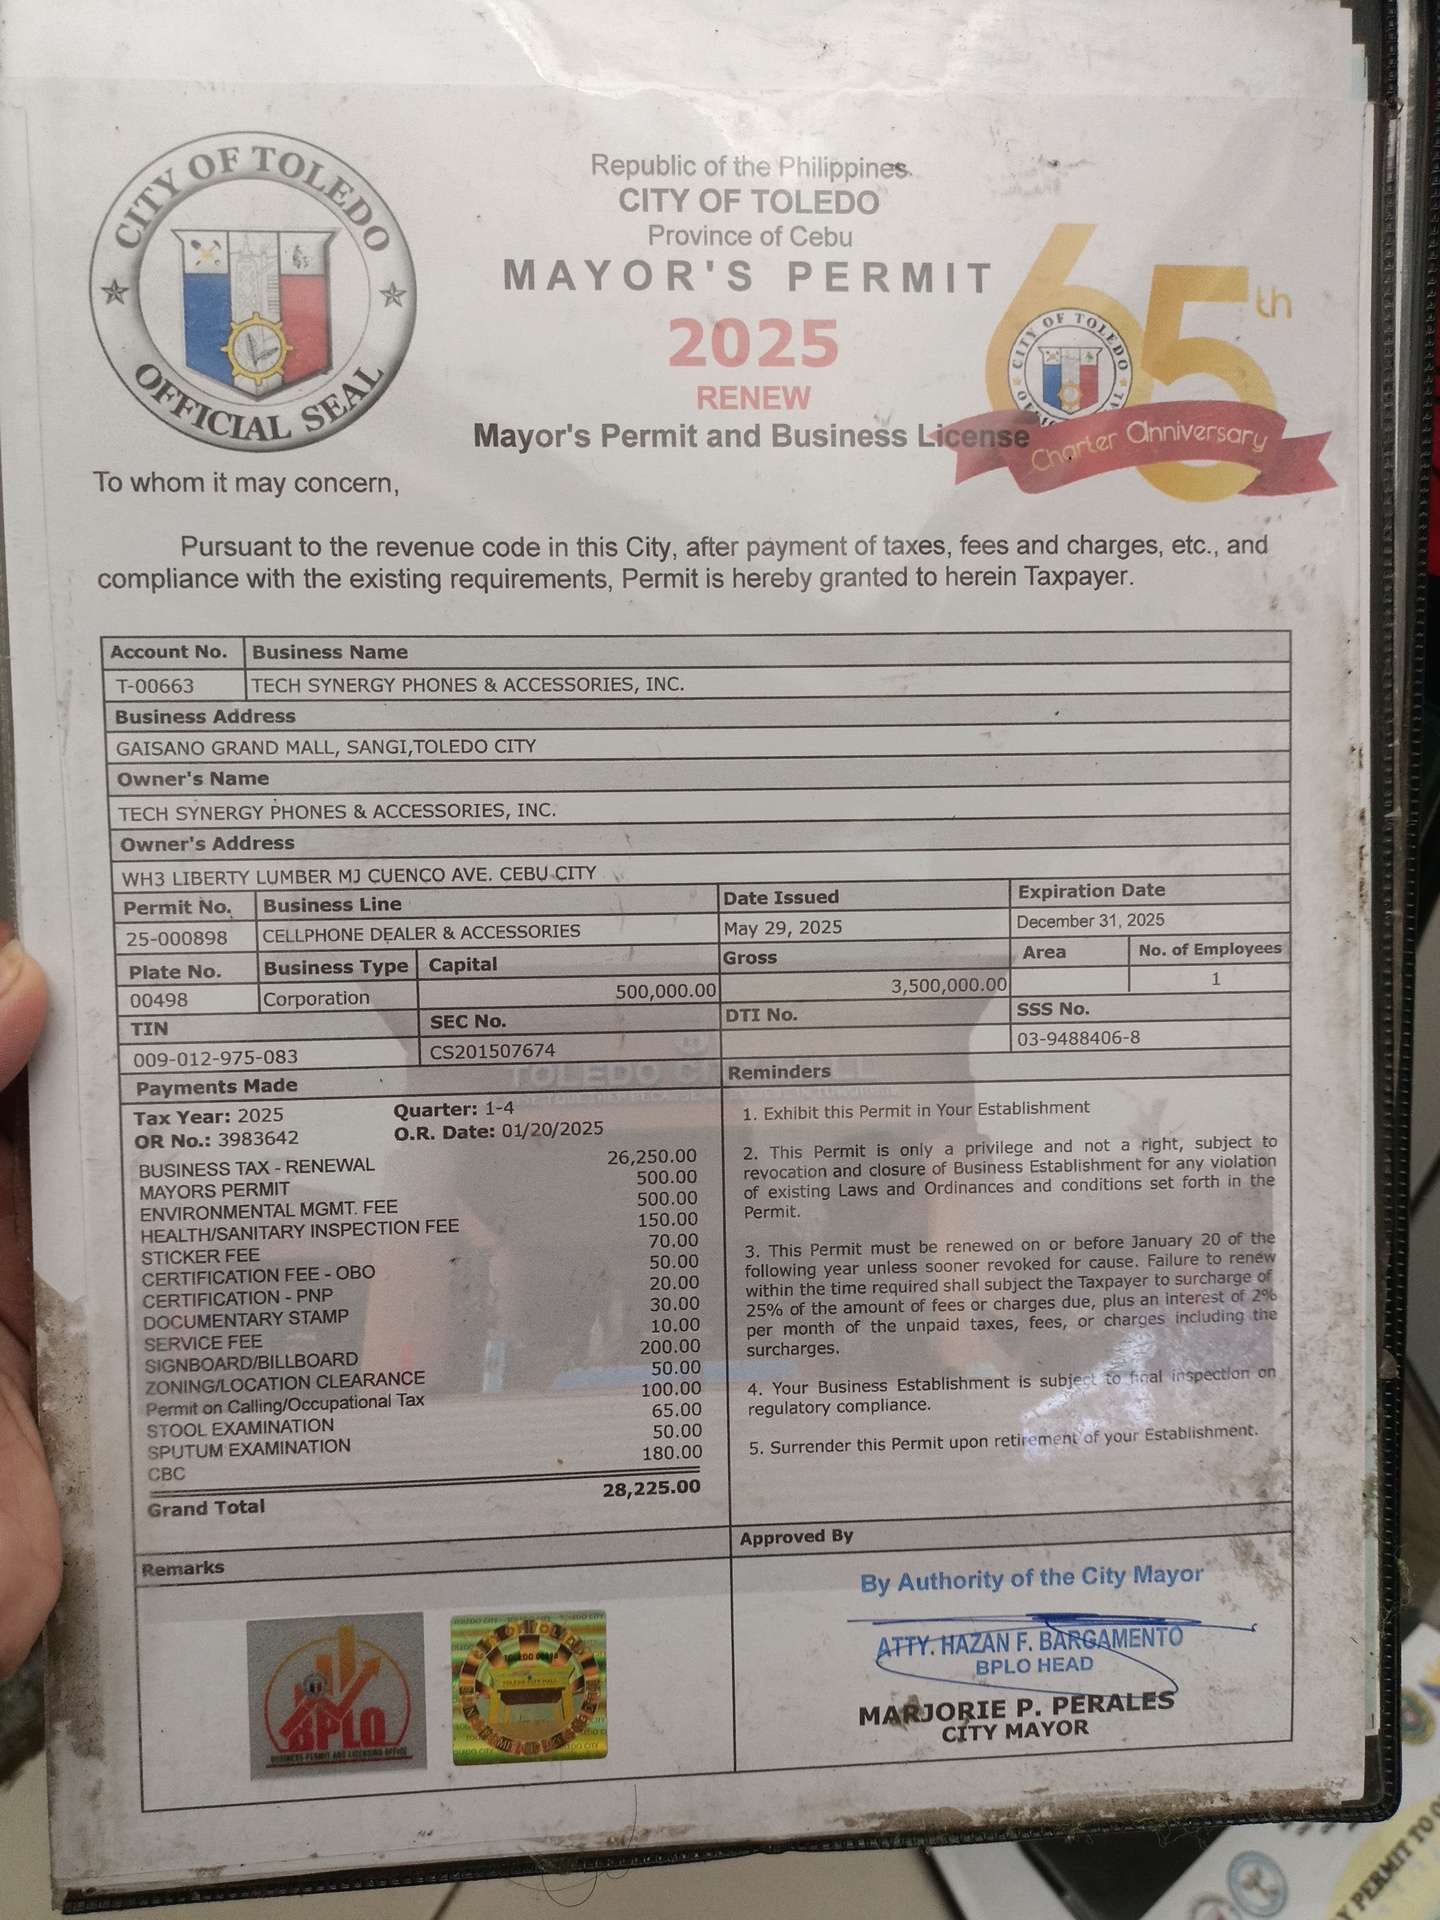 CITY OF TOLEDO
OFFICIAL SEAL
Republic of the Philippines
CITY OF TOLEDO
Province of Cebu
MAYOR'S PERMIT
2025
RENEW
Mayor's Permit and Business License
65th
CITY OF TOLEDO
Charter Anniversary
To whom it may concern,
Pursuant to the revenue code in this City, after payment of taxes, fees and charges, etc., and
compliance with the existing requirements, Permit is hereby granted to herein Taxpayer.
Account No. Business Name
T-00663 TECH SYNERGY PHONES & ACCESSORIES, INC.
Business Address
GAISANO GRAND MALL, SANGI,TOLEDO CITY
Owner's Name
TECH SYNERGY PHONES & ACCESSORIES, INC.
Owner's Address
WH3 LIBERTY LUMBER MJ CUENCO AVE. CEBU CITY
Permit No. Business Line Date Issued Expiration Date
25-000898 CELLPHONE DEALER & ACCESSORIES May 29, 2025 December 31, 2025
Plate No. Business Type Capital Gross Area No. of Employees
00498 Corporation 500,000.00 3,500,000.00 1
TIN SEC No. DTI No. SSS No.
009-012-975-083 CS201507674 03-9488406-8
Payments Made
Tax Year: 2025 Quarter: 1-4
OR No.: 3983642 O.R. Date: 01/20/2025
BUSINESS TAX - RENEWAL 26,250.00
MAYORS PERMIT 500.00
ENVIRONMENTAL MGMT. FEE 500.00
HEALTH/SANITARY INSPECTION FEE 150.00
STICKER FEE 70.00
CERTIFICATION FEE - OBO 50.00
CERTIFICATION - PNP 20.00
DOCUMENTARY STAMP 30.00
SERVICE FEE 10.00
SIGNBOARD/BILLBOARD 200.00
ZONING/LOCATION CLEARANCE 50.00
Permit on Calling/Occupational Tax 100.00
STOOL EXAMINATION 65.00
SPUTUM EXAMINATION 50.00
CBC 180.00
Grand Total 28,225.00
Reminders
1. Exhibit this Permit in Your Establishment
2. This Permit is only a privilege and not a right, subject to
revocation and closure of Business Establishment for any violation
of existing Laws and Ordinances and conditions set forth in the
Permit.
3. This Permit must be renewed on or before January 20 of the
following year unless sooner revoked for cause. Failure to renew
within the time required shall subject the Taxpayer to surcharge of
25% of the amount of fees or charges due, plus an interest of 2%
per month of the unpaid taxes, fees, or charges including the
surcharges.
4. Your Business Establishment is subject to final inspection on
regulatory compliance.
5. Surrender this Permit upon retirement of your Establishment.
Remarks
Approved By
By Authority of the City Mayor
ATTY. HAZAN F. BARGAMENTO
BPLO HEAD
MARJORIE P. PERALES
CITY MAYOR
BPLO
BUSINESS PERMIT AND LICENSING OFFICE
CITY OF TOLEDO
TOLEDO CITY HALL
PERMIT TO